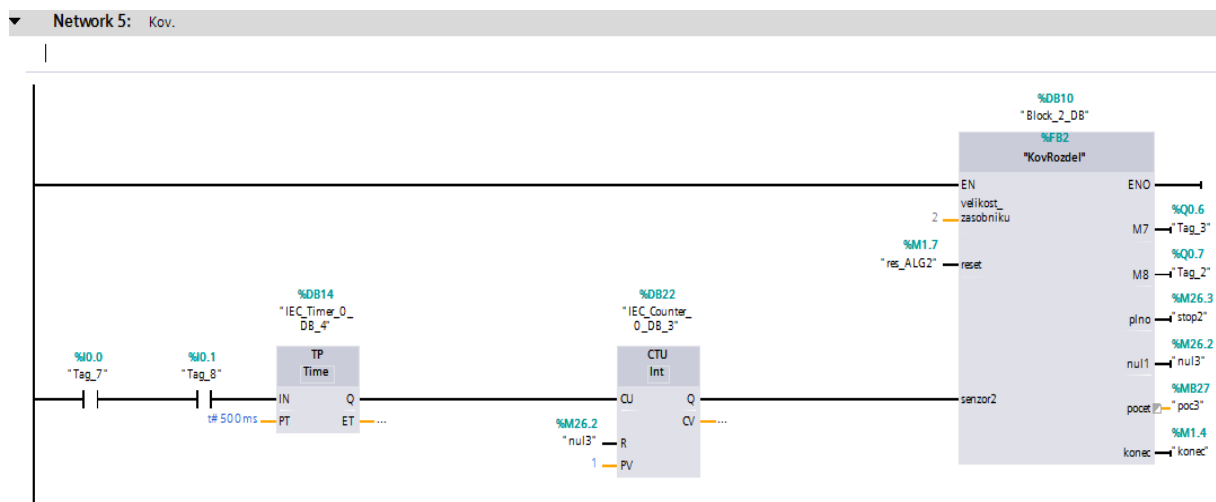 Network 5: Kov.
%DB10
"Block_2_DB"
%FB2
"KovRozdel"
EN
ENO
velikost_
2
zasobniku
%Q0.6
M7
"Tag_3"
%M1.7
"res_ALG2"
reset
%Q0.7
M8
"Tag_2"
%M26.3
plno
"stop2"
%M26.2
nul1
"nul3"
%MB27
pocet
"poc3"
%M1.4
konec
"konec"
senzor2
%DB14
"IEC_Timer_0_
DB_4"
TP
Time
%DB22
"IEC_Counter_
0_DB_3"
CTU
Int
%I0.0
"Tag_7"
%I0.1
"Tag_8"
IN
Q
t#500ms
PT
ET
...
CU
Q
%M26.2
"nul3"
R
CV
...
1
PV